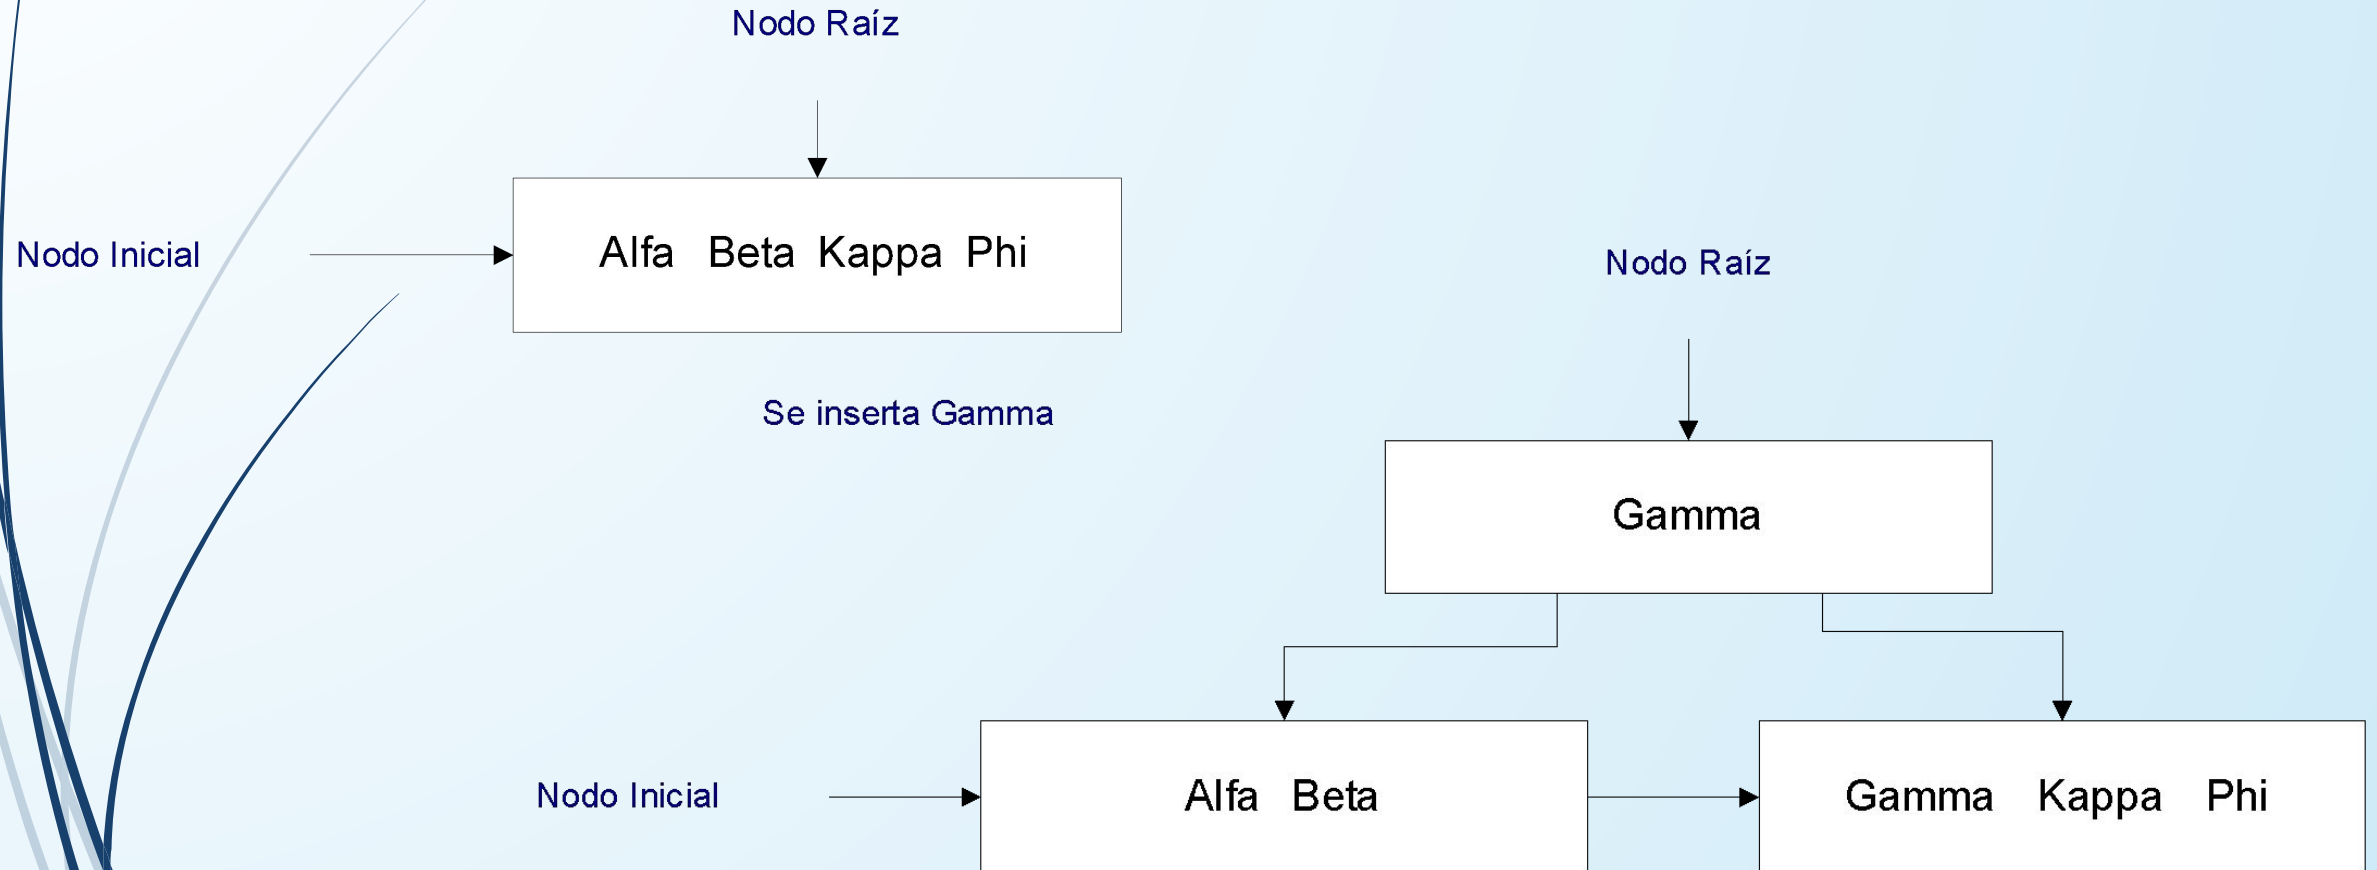 Nodo Raíz
Nodo Inicial
Alfa Beta Kappa Phi
Se inserta Gamma
Nodo Raíz
Gamma
Nodo Inicial
Alfa Beta
Gamma Kappa Phi